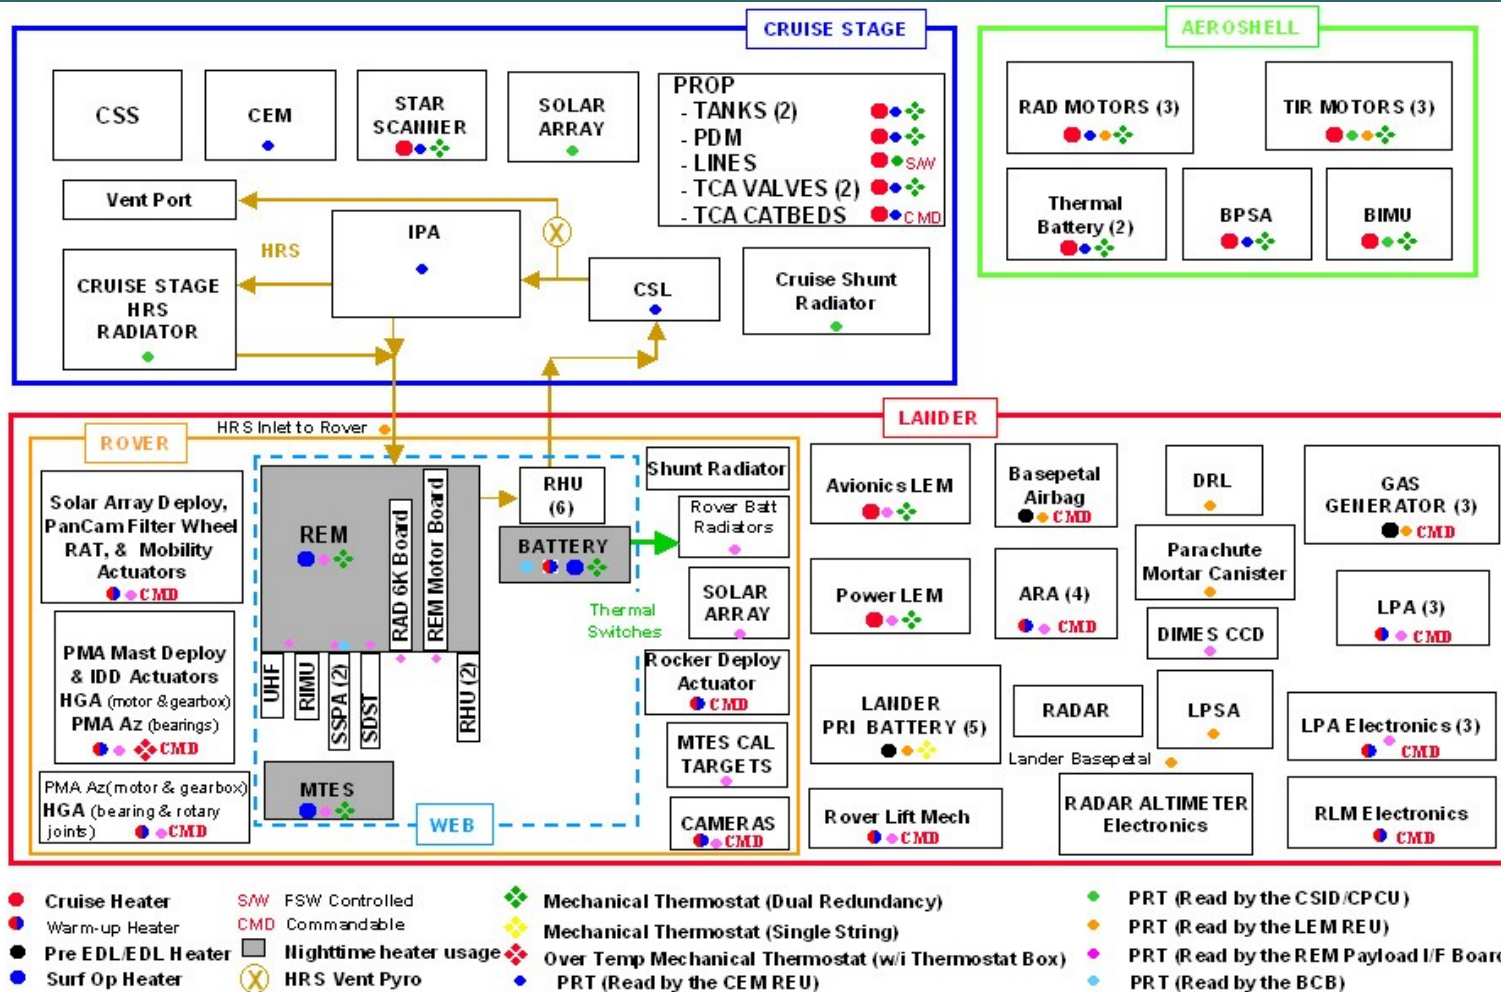 CRUISE STAGE
CSS
CEM
STAR
SCANNER
SOLAR
ARRAY
PROP
- TANKS (2)
- PDM
- LINES S/W
- TCA VALVES (2)
- TCA CATBEDS CMD
Vent Port
HRS
IPA
X
CRUISE STAGE
HRS
RADIATOR
CSL
Cruise Shunt
Radiator
AEROSHELL
RAD MOTORS (3)
TIR MOTORS (3)
Thermal
Battery (2)
BPSA
BIMU
LANDER
ROVER
HRS Inlet to Rover
Solar Array Deploy,
PanCam Filter Wheel
RAT, & Mobility
Actuators
CMD
PMA Mast Deploy
& IDD Actuators
HGA (motor & gearbox)
PMA Az (bearings)
CMD
PMA Az(motor & gearbox)
HGA (bearing & rotary
joints) CMD
REM
RAD 6K Board
REM Motor Board
UHF
RIMU
SSPA (2)
SDST
RHU (2)
MTES
WEB
RHU
(6)
BATTERY
Thermal
Switches
Shunt Radiator
Rover Batt
Radiators
SOLAR
ARRAY
Rocker Deploy
Actuator
CMD
MTES CAL
TARGETS
CAMERAS
CMD
Avionics LEM
Basepetal
Airbag
CMD
DRL
GAS
GENERATOR (3)
CMD
Parachute
Mortar Canister
Power LEM
ARA (4)
CMD
DIMES CCD
LPA (3)
CMD
LANDER
PRI BATTERY (5)
RADAR
LPSA
LPA Electronics (3)
CMD
Lander Basepetal
Rover Lift Mech
CMD
RADAR ALTIMETER
Electronics
RLM Electronics
CMD
Cruise Heater
Warm-up Heater
Pre EDL/EDL Heater
Surf Op Heater
S/W FSW Controlled
CMD Commandable
Nighttime heater usage
X HRS Vent Pyro
Mechanical Thermostat (Dual Redundancy)
Mechanical Thermostat (Single String)
Over Temp Mechanical Thermostat (w/i Thermostat Box)
PRT (Read by the CEM REU)
PRT (Read by the CSID/CPCU)
PRT (Read by the LEM REU)
PRT (Read by the REM Payload I/F Board
PRT (Read by the BCB)